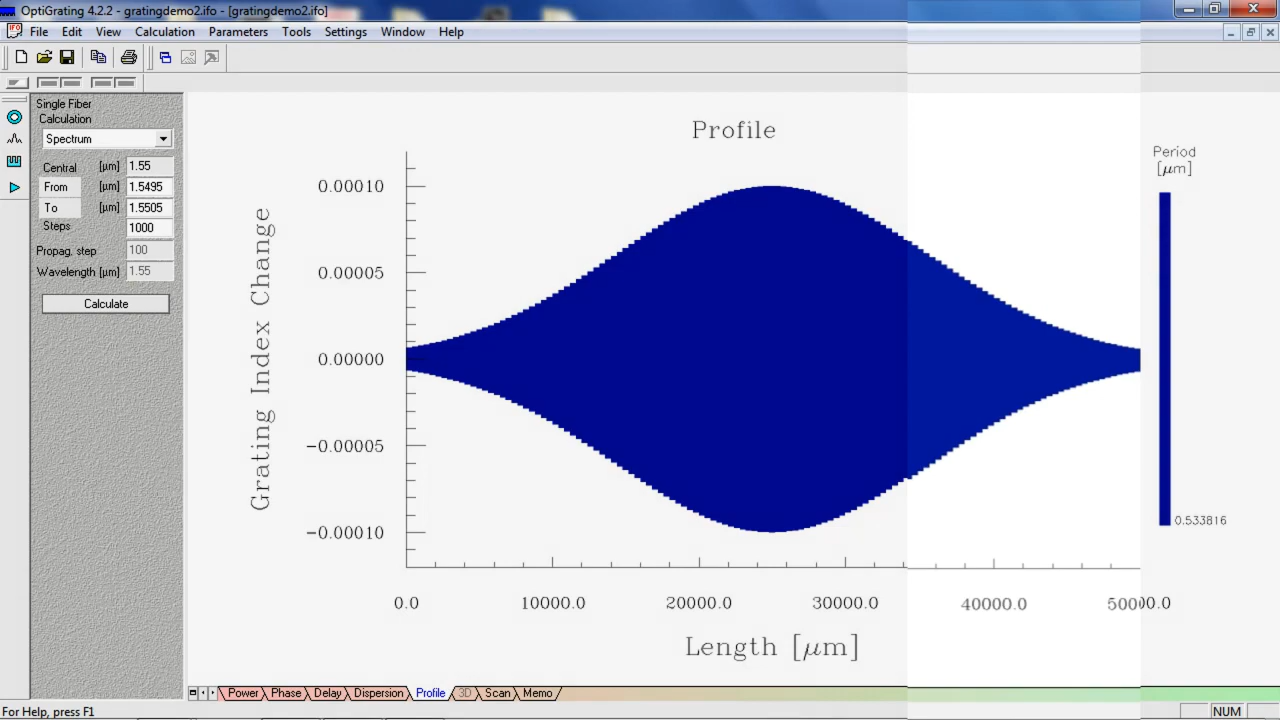 OptiGrating 4.2.2 - gratingdemo2.ifo - [gratingdemo2.ifo]
IFO File Edit View Calculation Parameters Tools Settings Window Help
Single Fiber
Calculation
Spectrum
Central [μm] 1.55
From [μm] 1.5495
To [μm] 1.5505
Steps 1000
Propag. step 100
Wavelength [μm] 1.55
Calculate
Profile
Period
[μm]
0.533816
Grating Index Change
0.00010
0.00005
0.00000
-0.00005
-0.00010
0.0 10000.0 20000.0 30000.0 40000.0 50000.0
Length [μm]
Power Phase Delay Dispersion Profile 3D Scan Memo
For Help, press F1 NUM